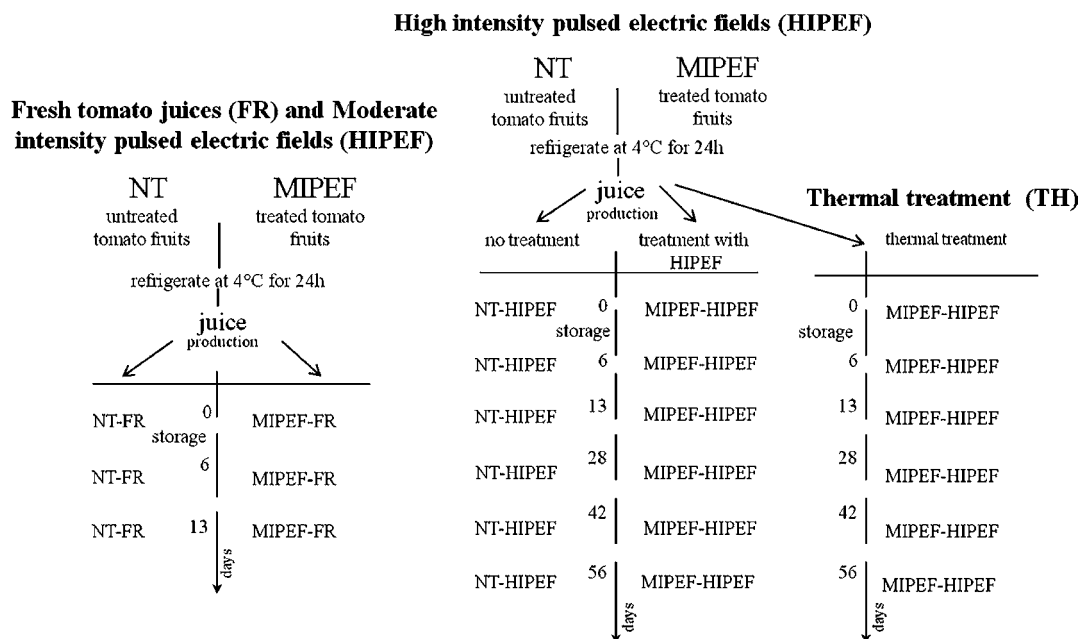 High intensity pulsed electric fields (HIPEF)
NT MIPEF
untreated treated tomato
tomato fruits fruits
refrigerate at 4°C for 24h
juice
production
Fresh tomato juices (FR) and Moderate
intensity pulsed electric fields (HIPEF)
NT MIPEF
untreated treated tomato
tomato fruits fruits
refrigerate at 4°C for 24h
juice
production
NT-FR 0 MIPEF-FR
storage
NT-FR 6 MIPEF-FR
NT-FR 13 MIPEF-FR
days
no treatment treatment with
HIPEF
NT-HIPEF 0 MIPEF-HIPEF
storage
NT-HIPEF 6 MIPEF-HIPEF
NT-HIPEF 13 MIPEF-HIPEF
NT-HIPEF 28 MIPEF-HIPEF
NT-HIPEF 42 MIPEF-HIPEF
NT-HIPEF 56 MIPEF-HIPEF
days
Thermal treatment (TH)
thermal treatment
0 MIPEF-HIPEF
storage
6 MIPEF-HIPEF
13 MIPEF-HIPEF
28 MIPEF-HIPEF
42 MIPEF-HIPEF
56 MIPEF-HIPEF
days